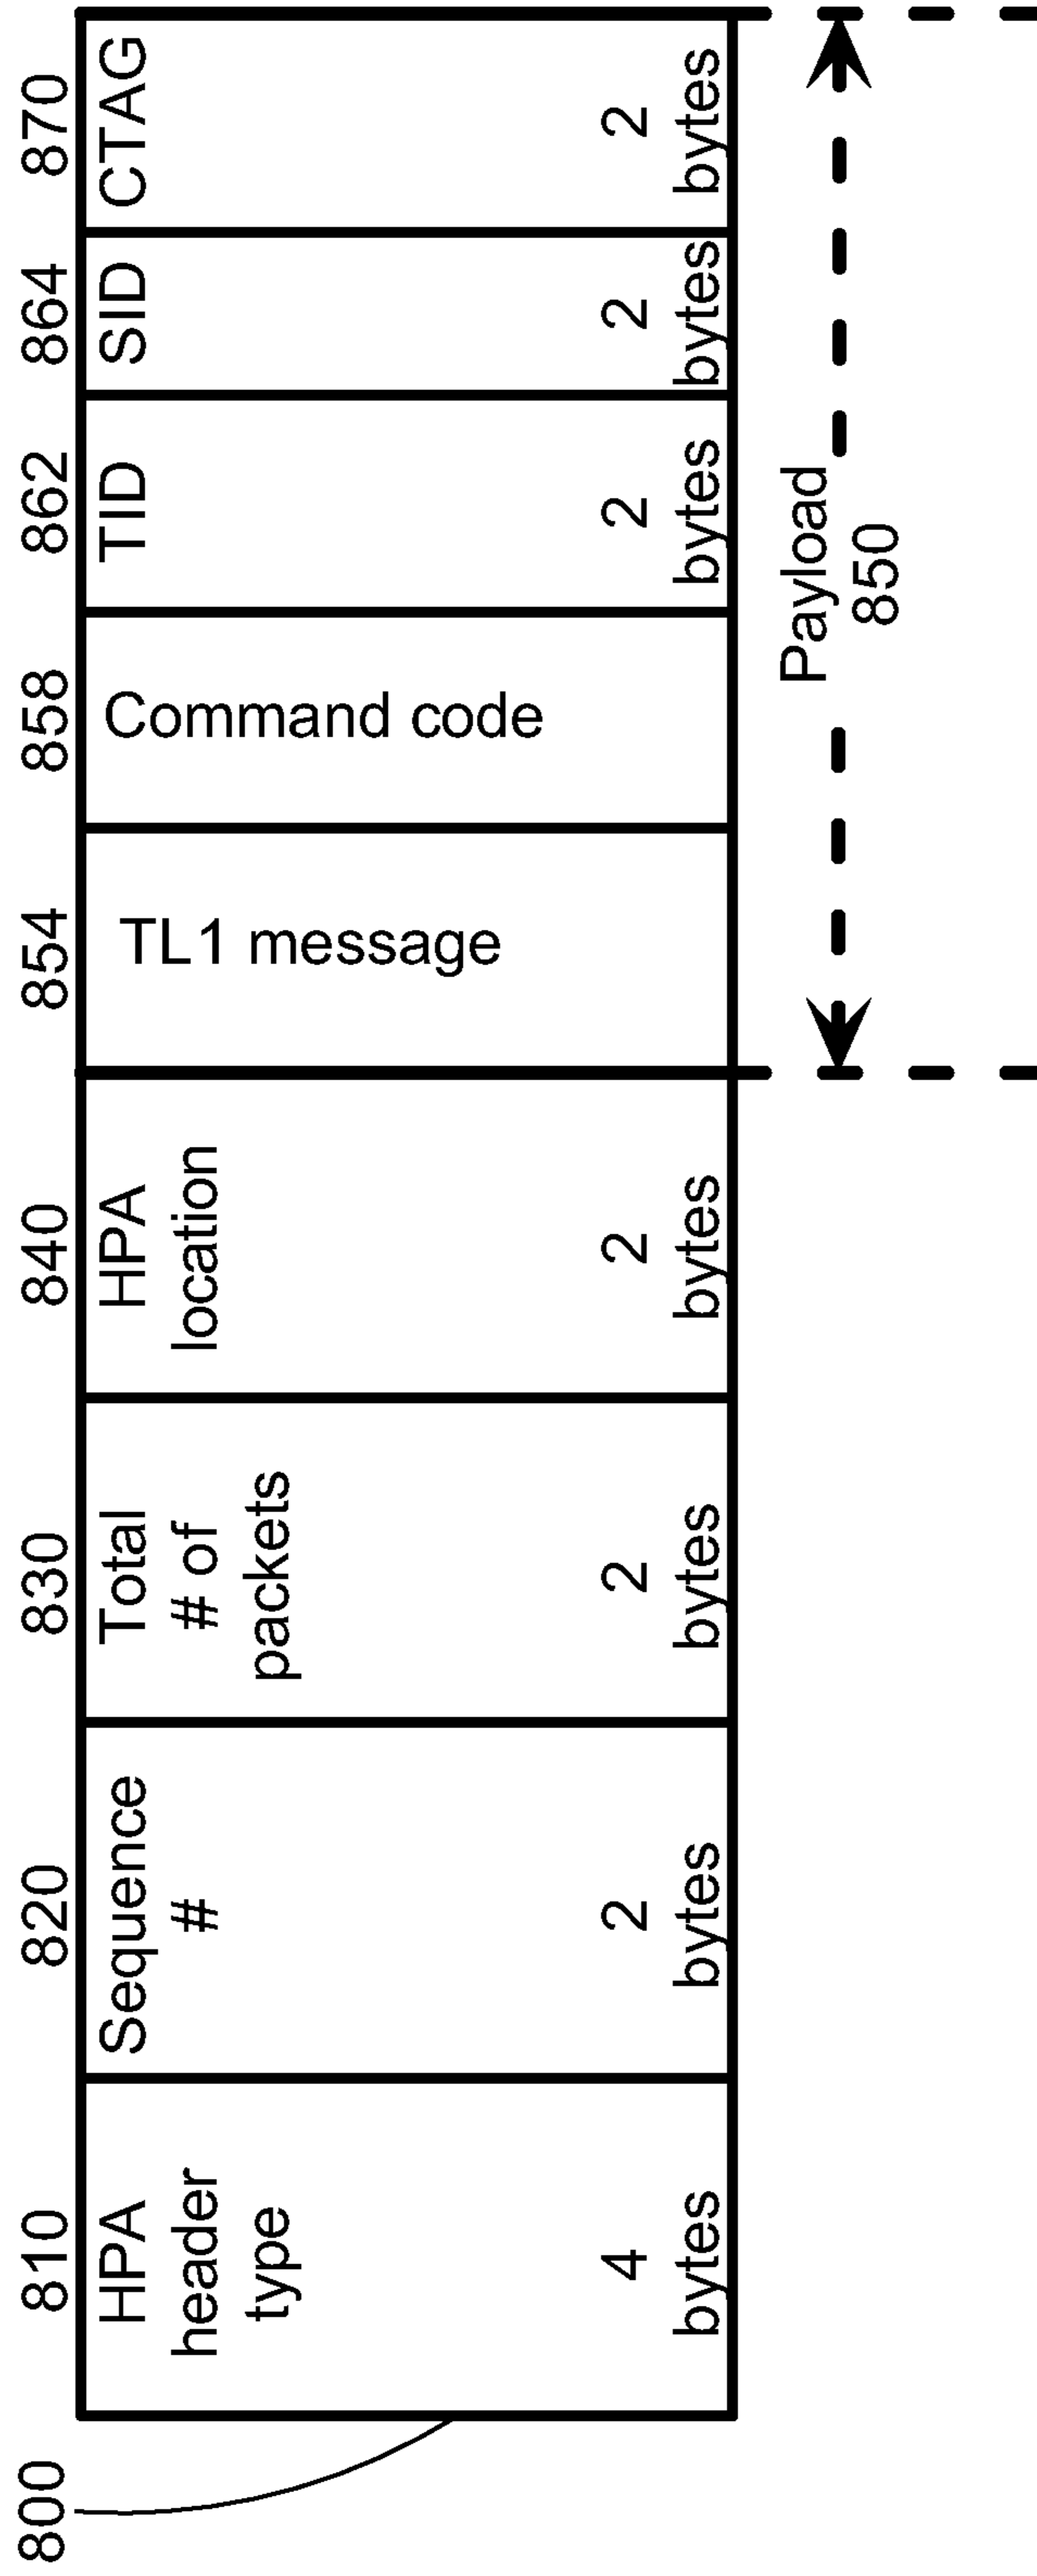 800
810
HPA
header
type
4
bytes
820
Sequence
#
2
bytes
830
Total
# of
packets
2
bytes
840
HPA
location
2
bytes
854
TL1 message
858
Command code
862
TID
2
bytes
864
SID
2
bytes
870
CTAG
2
bytes
Payload
850